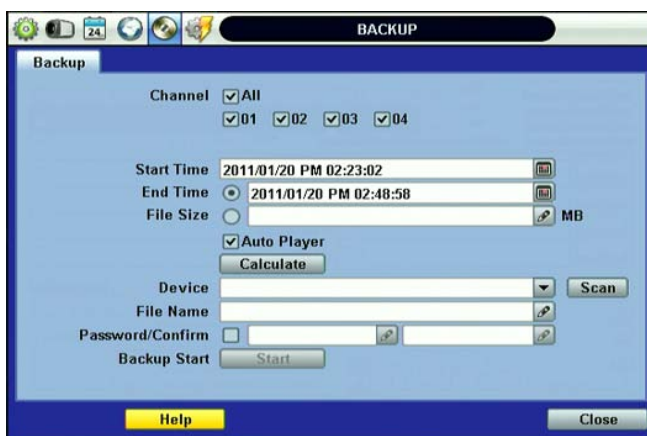 24
BACKUP
Backup
Channel All
01 02 03 04
Start Time 2011/01/20 PM 02:23:02
End Time 2011/01/20 PM 02:48:58
File Size MB
Auto Player
Calculate
Device Scan
File Name
Password/Confirm
Backup Start Start
Help Close